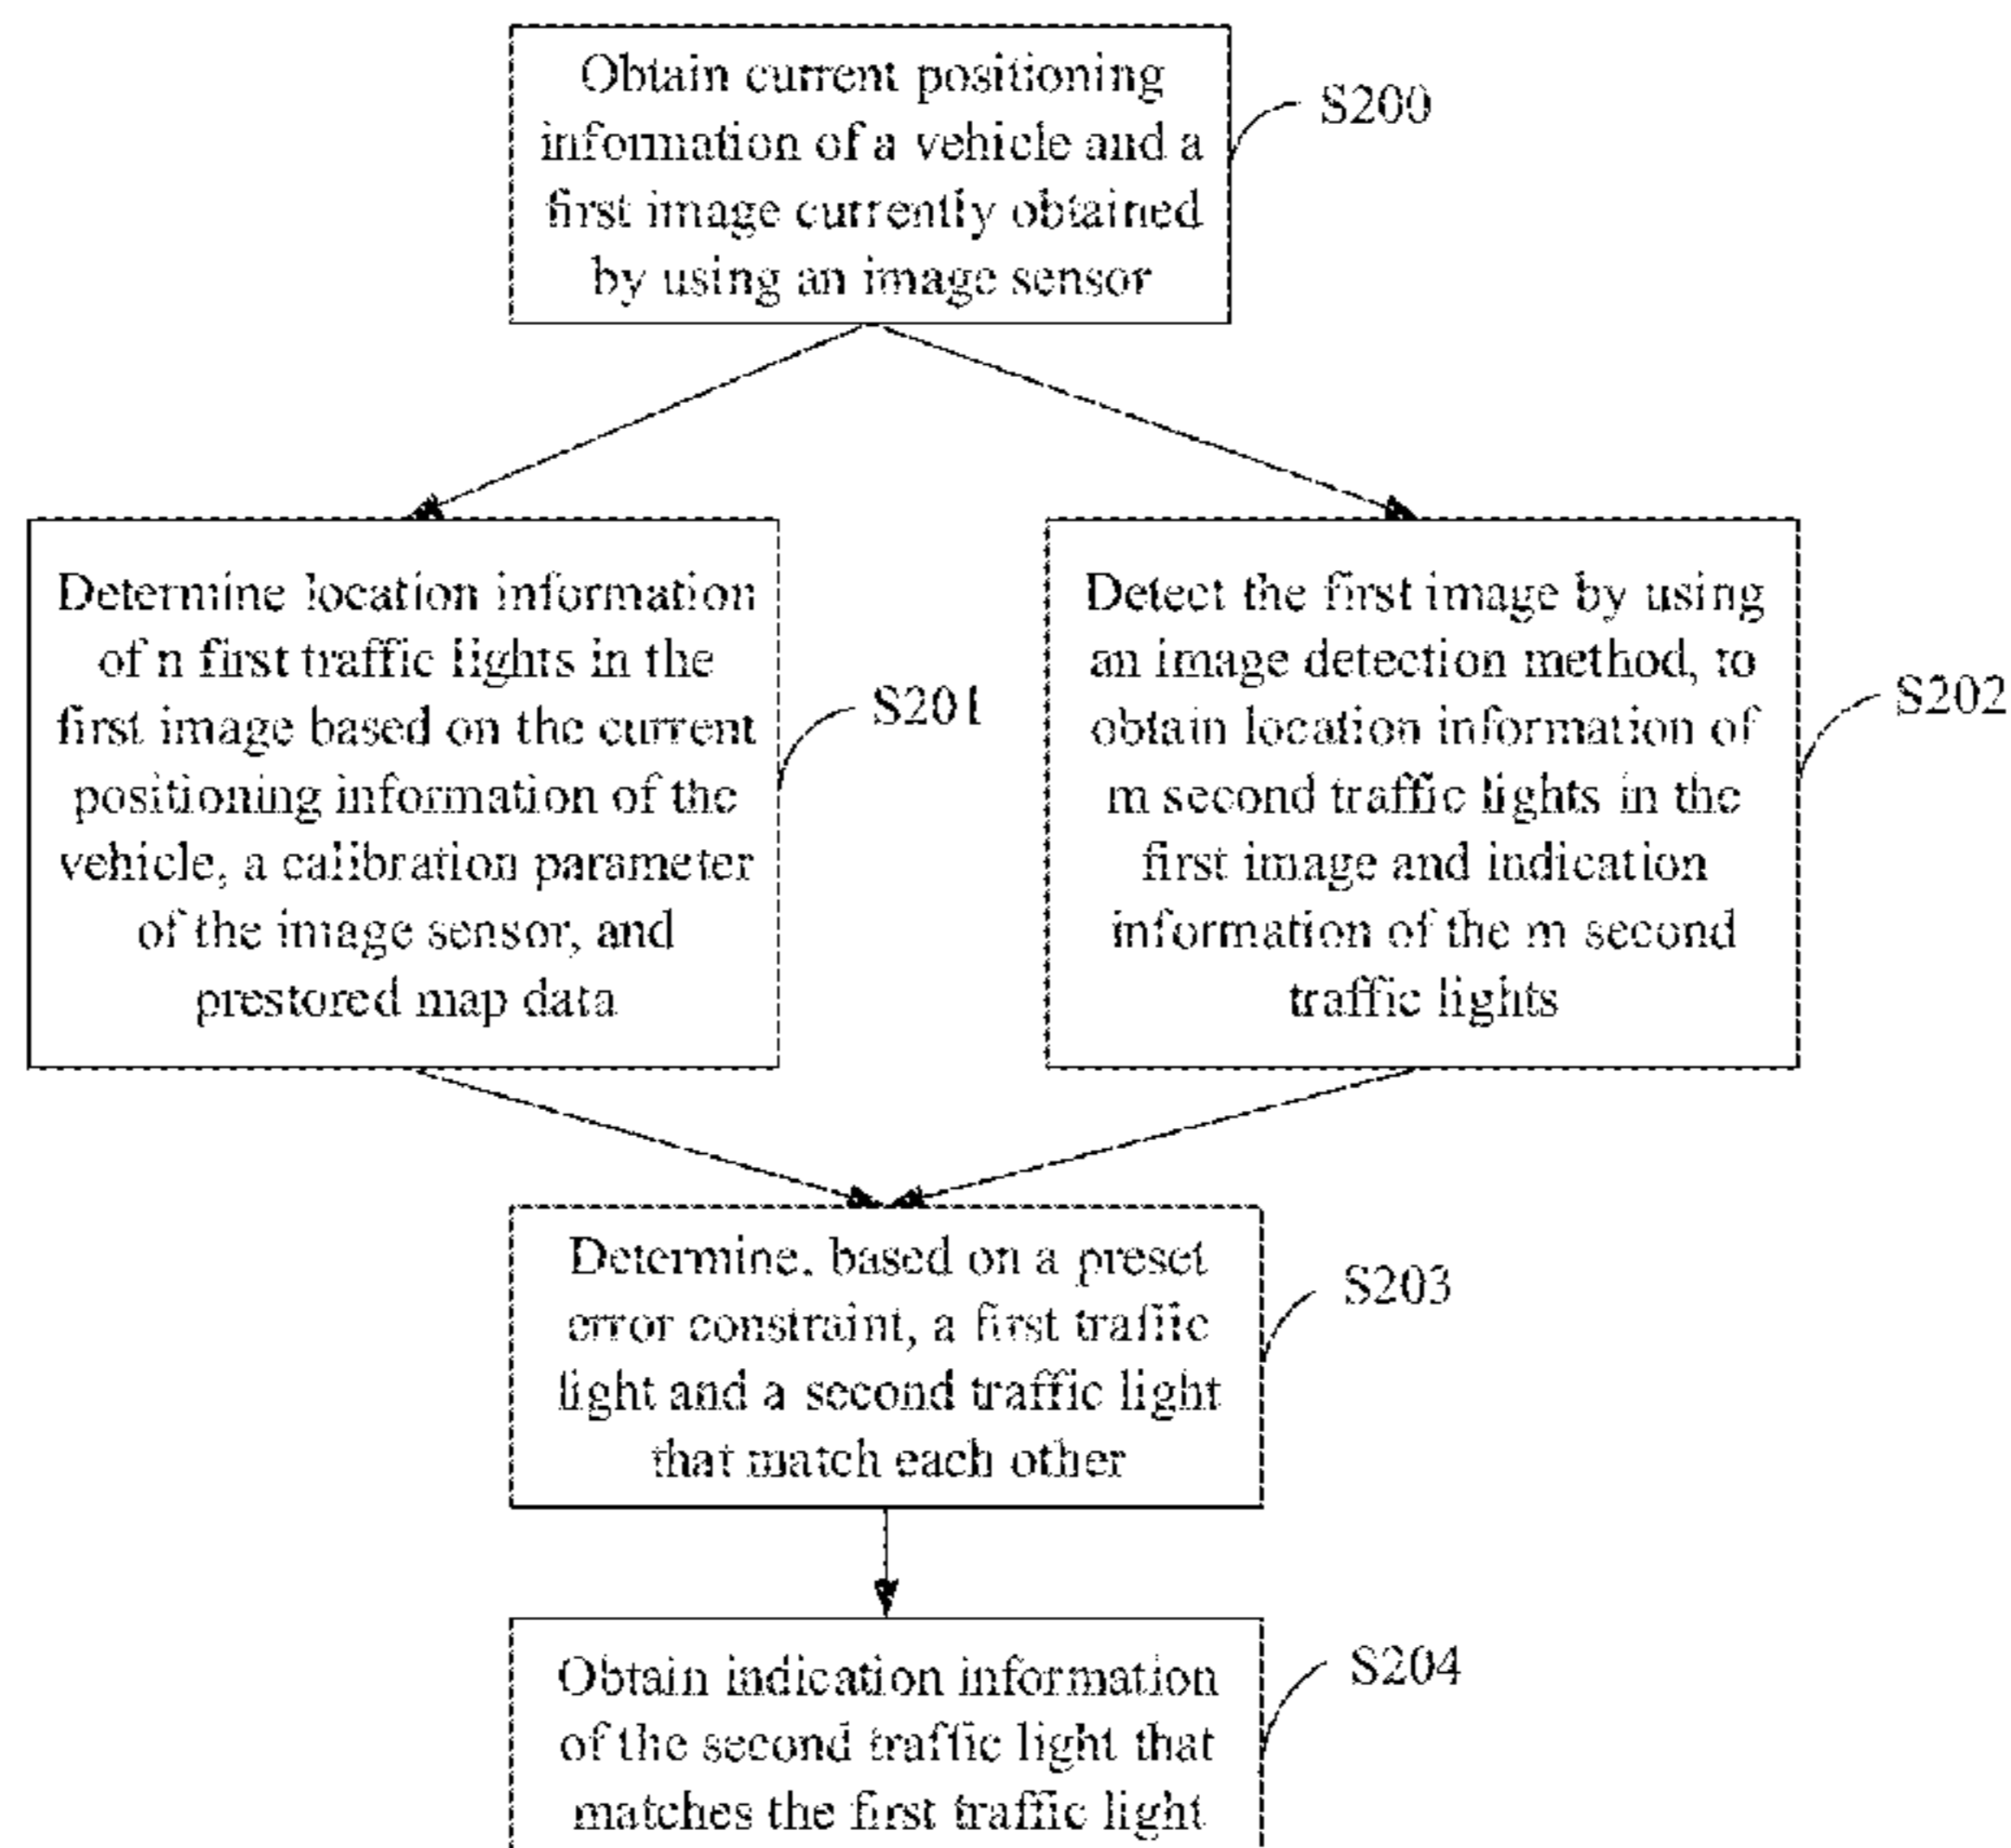 Obtain current positioning
information of a vehicle and a
first image currently obtained
by using an image sensor
S200
Determine location information
of n first traffic lights in the
first image based on the current
positioning information of the
vehicle, a calibration parameter
of the image sensor, and
prestored map data
S201
Detect the first image by using
an image detection method, to
obtain location information of
m second traffic lights in the
first image and indication
information of the m second
traffic lights
S202
Determine, based on a preset
error constraint, a first traffic
light and a second traffic light
that match each other
S203
Obtain indication information
of the second traffic light that
matches the first traffic light
S204